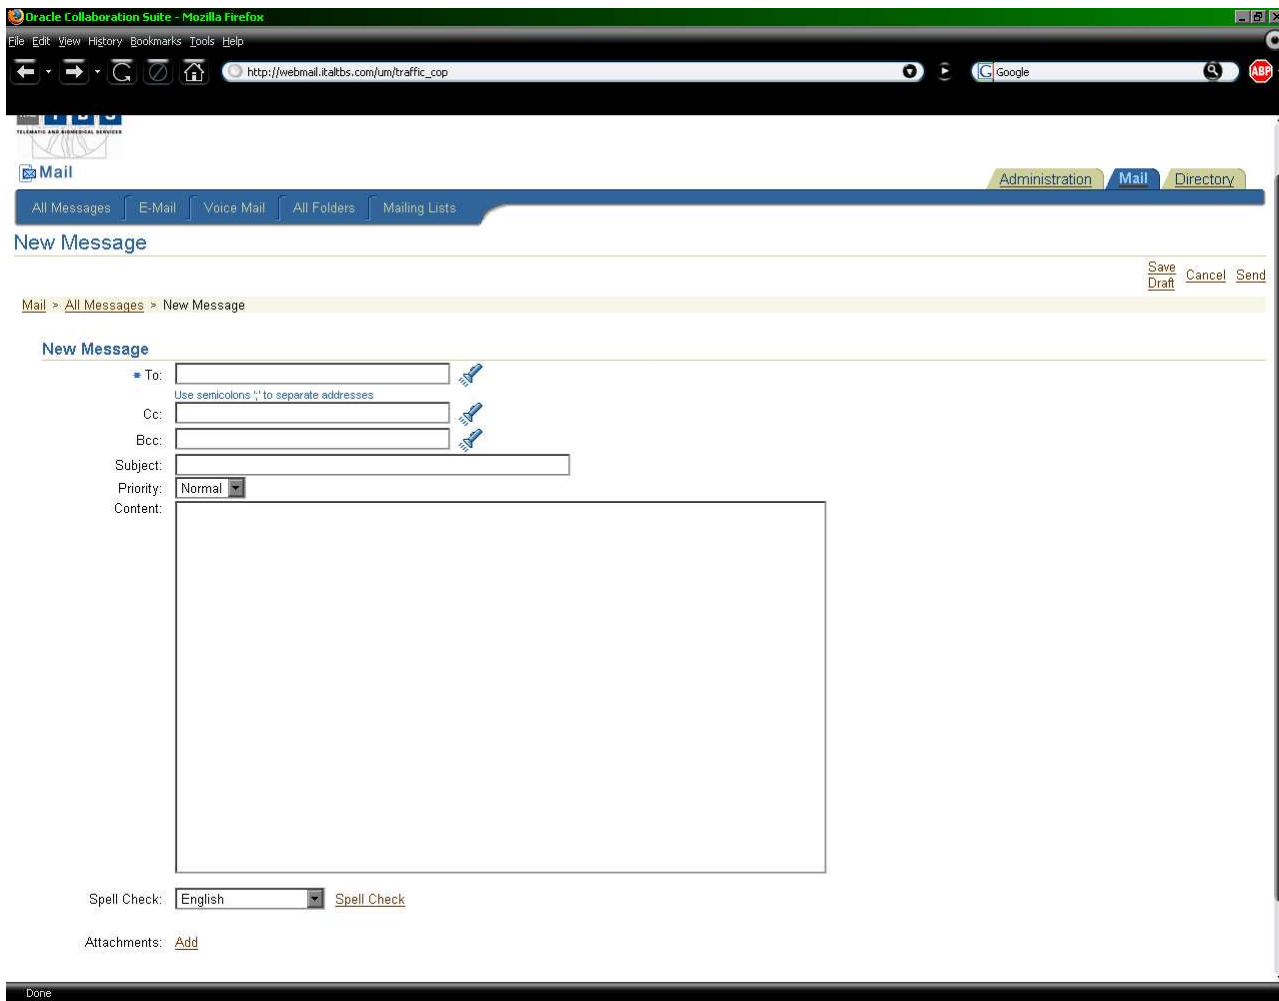 Oracle Collaboration Suite - Mozilla Firefox
File Edit View History Bookmarks Tools Help
http://webmail.italtbs.com/um/traffic_cop
Google
ABP
TELEMATIC AND BIOMEDICAL SERVICES
Mail
Administration Mail Directory
All Messages E-Mail Voice Mail All Folders Mailing Lists
New Message
Save Draft Cancel Send
Mail » All Messages » New Message
New Message
To:
Use semicolons ';' to separate addresses
Cc:
Bcc:
Subject:
Priority: Normal
Content:
Spell Check: English Spell Check
Attachments: Add
Done